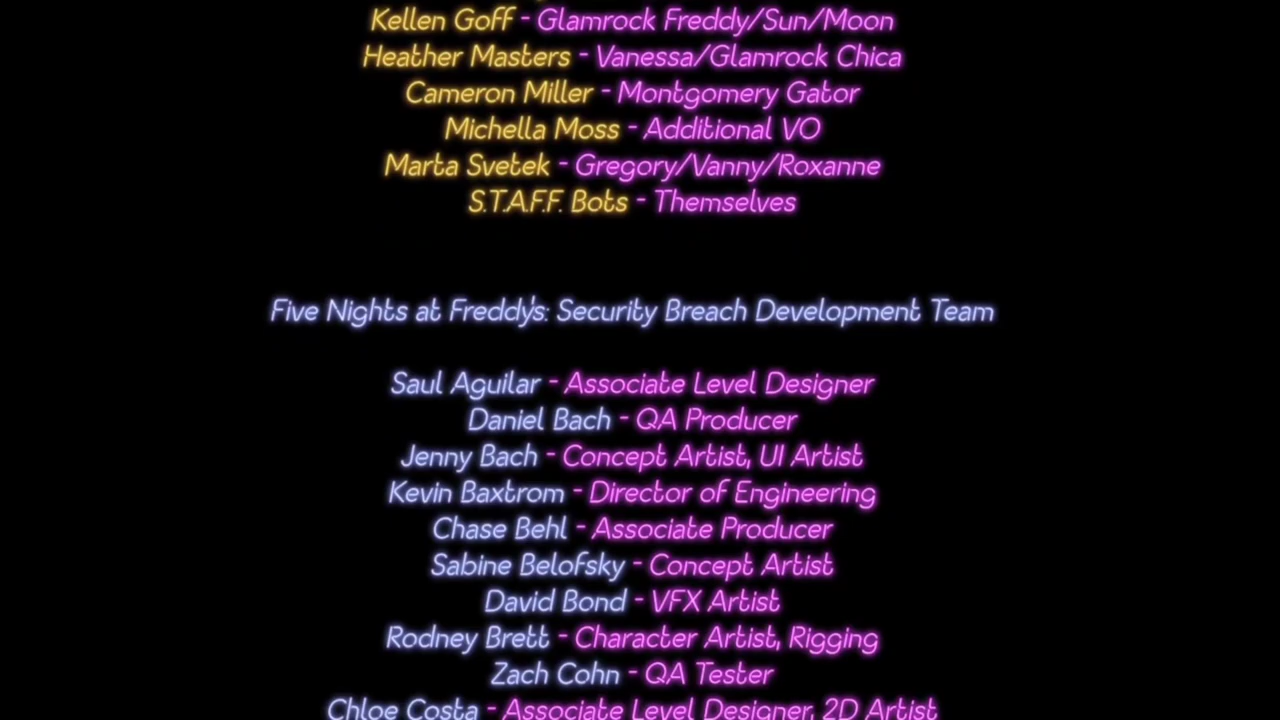 Kellen Goff - Glamrock Freddy/Sun/Moon
Heather Masters - Vanessa/Glamrock Chica
Cameron Miller - Montgomery Gator
Michella Moss - Additional VO
Marta Svetek - Gregory/Vanny/Roxanne
S.T.A.F.F. Bots - Themselves
Five Nights at Freddy's: Security Breach Development Team
Saul Aguilar - Associate Level Designer
Daniel Bach - QA Producer
Jenny Bach - Concept Artist, UI Artist
Kevin Baxtrom - Director of Engineering
Chase Behl - Associate Producer
Sabine Belofsky - Concept Artist
David Bond - VFX Artist
Rodney Brett - Character Artist, Rigging
Zach Cohn - QA Tester
Chloe Costa - Associate Level Designer, 2D Artist